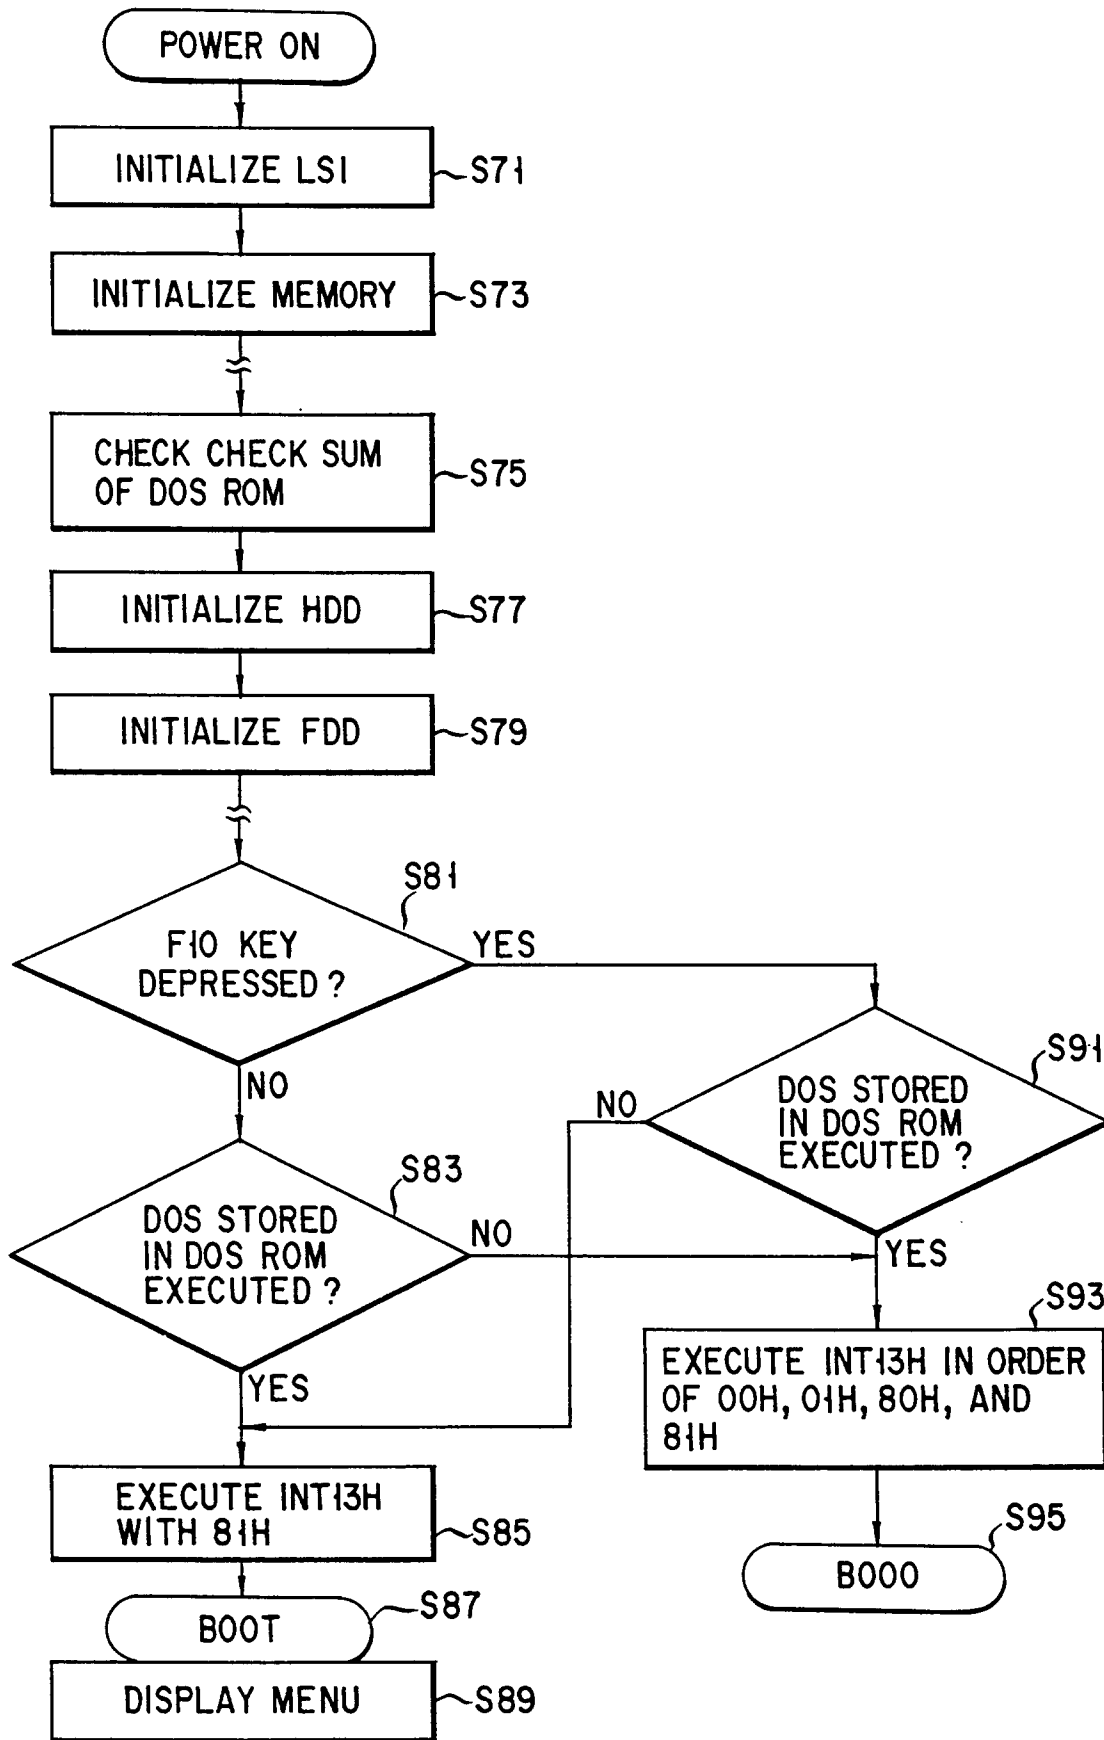 POWER ON
INITIALIZE LSI
S71
INITIALIZE MEMORY
S73
CHECK CHECK SUM
OF DOS ROM
S75
INITIALIZE HDD
S77
INITIALIZE FDD
S79
S81
F10 KEY
DEPRESSED ?
YES
NO
S91
DOS STORED
IN DOS ROM
EXECUTED ?
NO
YES
S83
DOS STORED
IN DOS ROM
EXECUTED ?
NO
YES
S93
EXECUTE INT13H IN ORDER
OF 00H, 01H, 80H, AND
81H
EXECUTE INT13H
WITH 81H
S85
S95
BOOO
S87
BOOT
DISPLAY MENU
S89